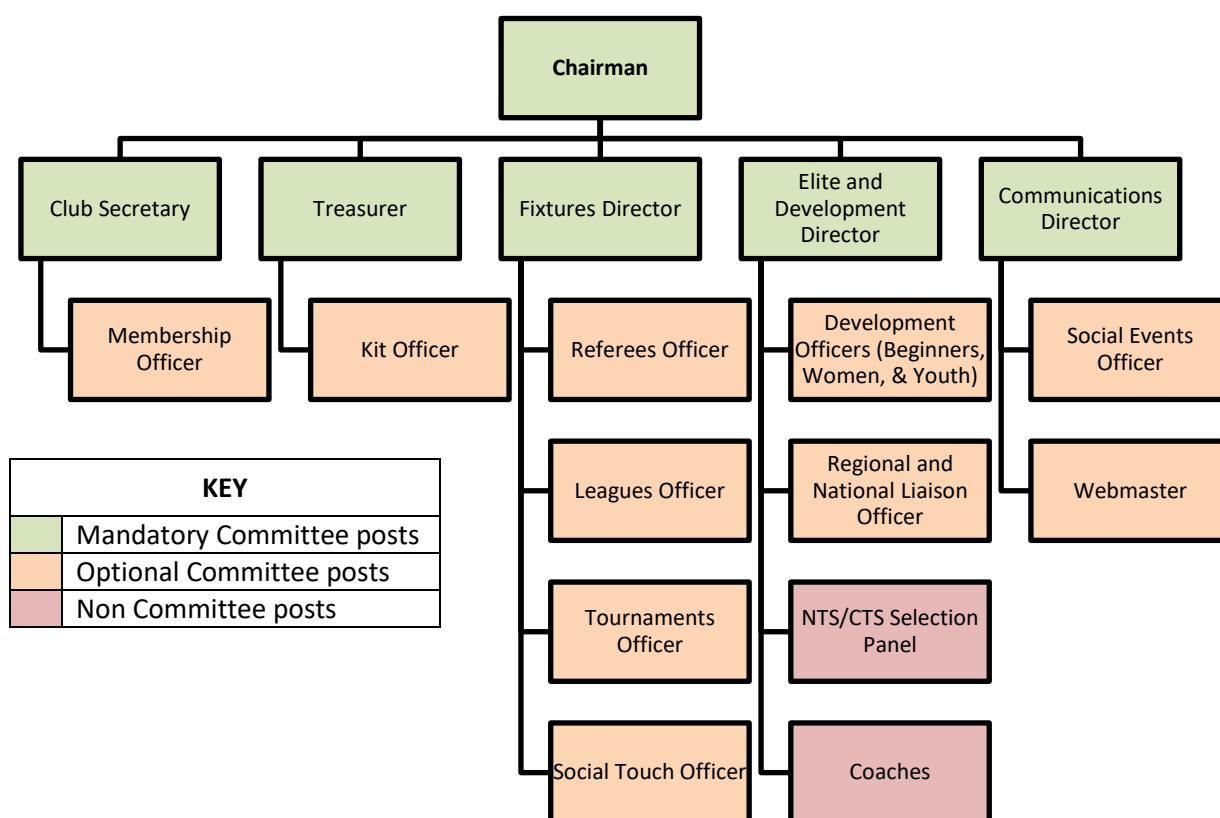 Chairman
Club Secretary
Treasurer
Fixtures Director
Elite and
Development
Director
Communications
Director
Membership
Officer
Kit Officer
Referees Officer
Development
Officers (Beginners,
Women, & Youth)
Social Events
Officer
Leagues Officer
Regional and
National Liaison
Officer
Webmaster
Tournaments
Officer
NTS/CTS Selection
Panel
Social Touch Officer
Coaches
KEY
Mandatory Committee posts
Optional Committee posts
Non Committee posts